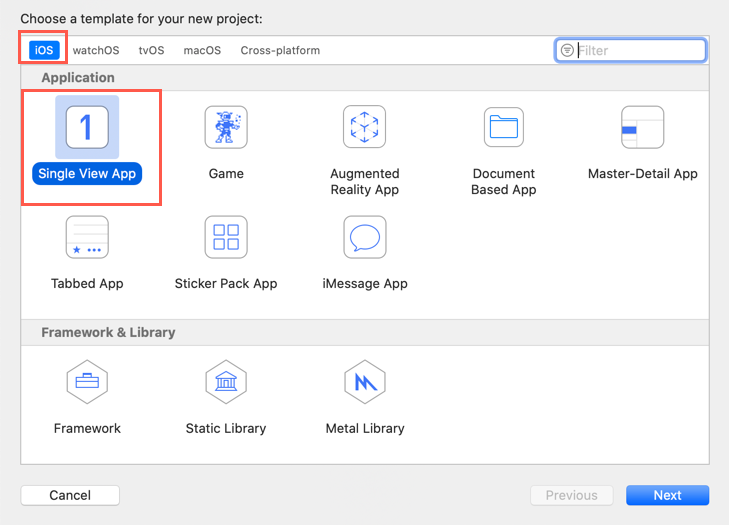 Choose a template for your new project:
iOS watchOS tvOS macOS Cross-platform Filter
Application
1
Single View App Game Augmented Reality App Document Based App Master-Detail App
Tabbed App Sticker Pack App iMessage App
Framework & Library
Framework Static Library Metal Library
Cancel Previous Next